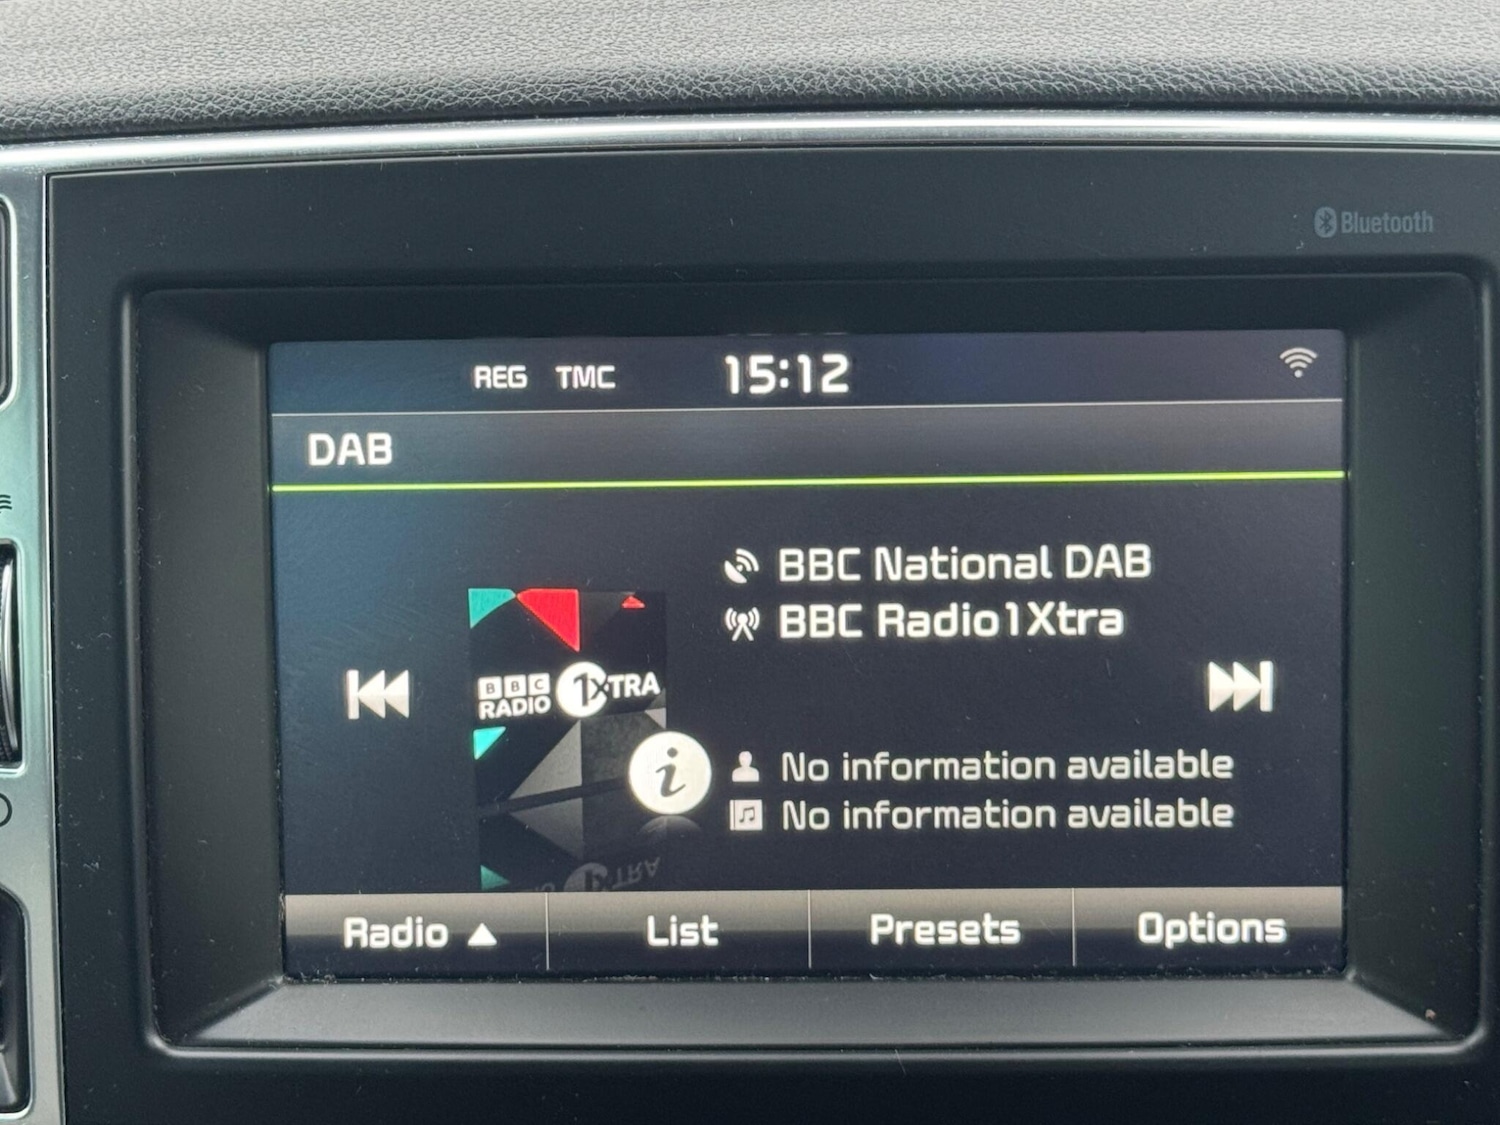 Bluetooth
REG TMC 15:12
DAB
BBC National DAB
BBC Radio1Xtra
BBC
RADIO 1XTRA
i
No information available
No information available
Radio List Presets Options